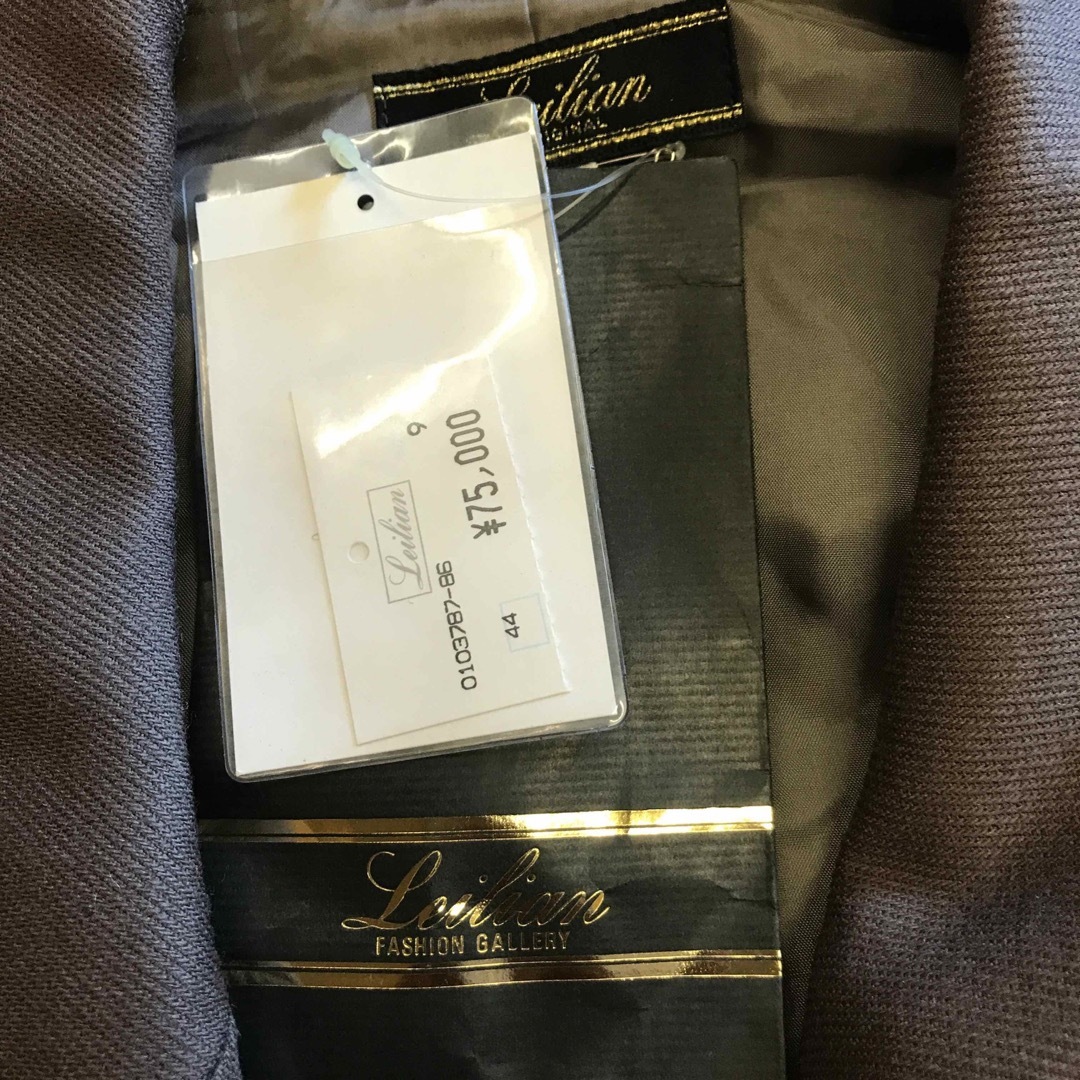 Leilian
ORIGINAL
9
Leilian
¥75,000
0103787-86
44
Leilian
FASHION GALLERY